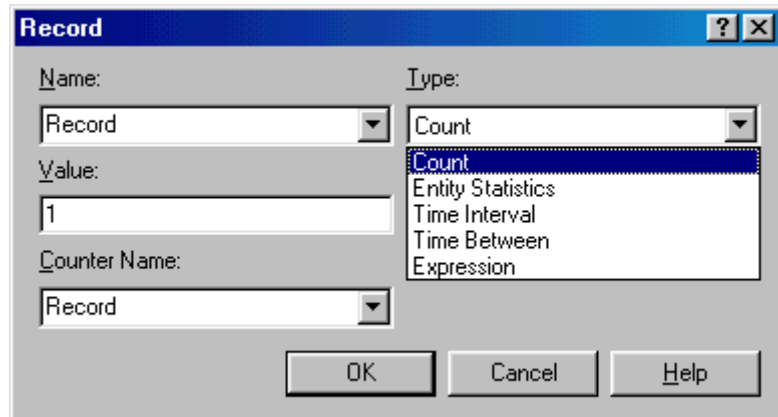 Record
Name:
Record
Value:
1
Counter Name:
Record
Type:
Count
Count
Entity Statistics
Time Interval
Time Between
Expression
OK
Cancel
Help